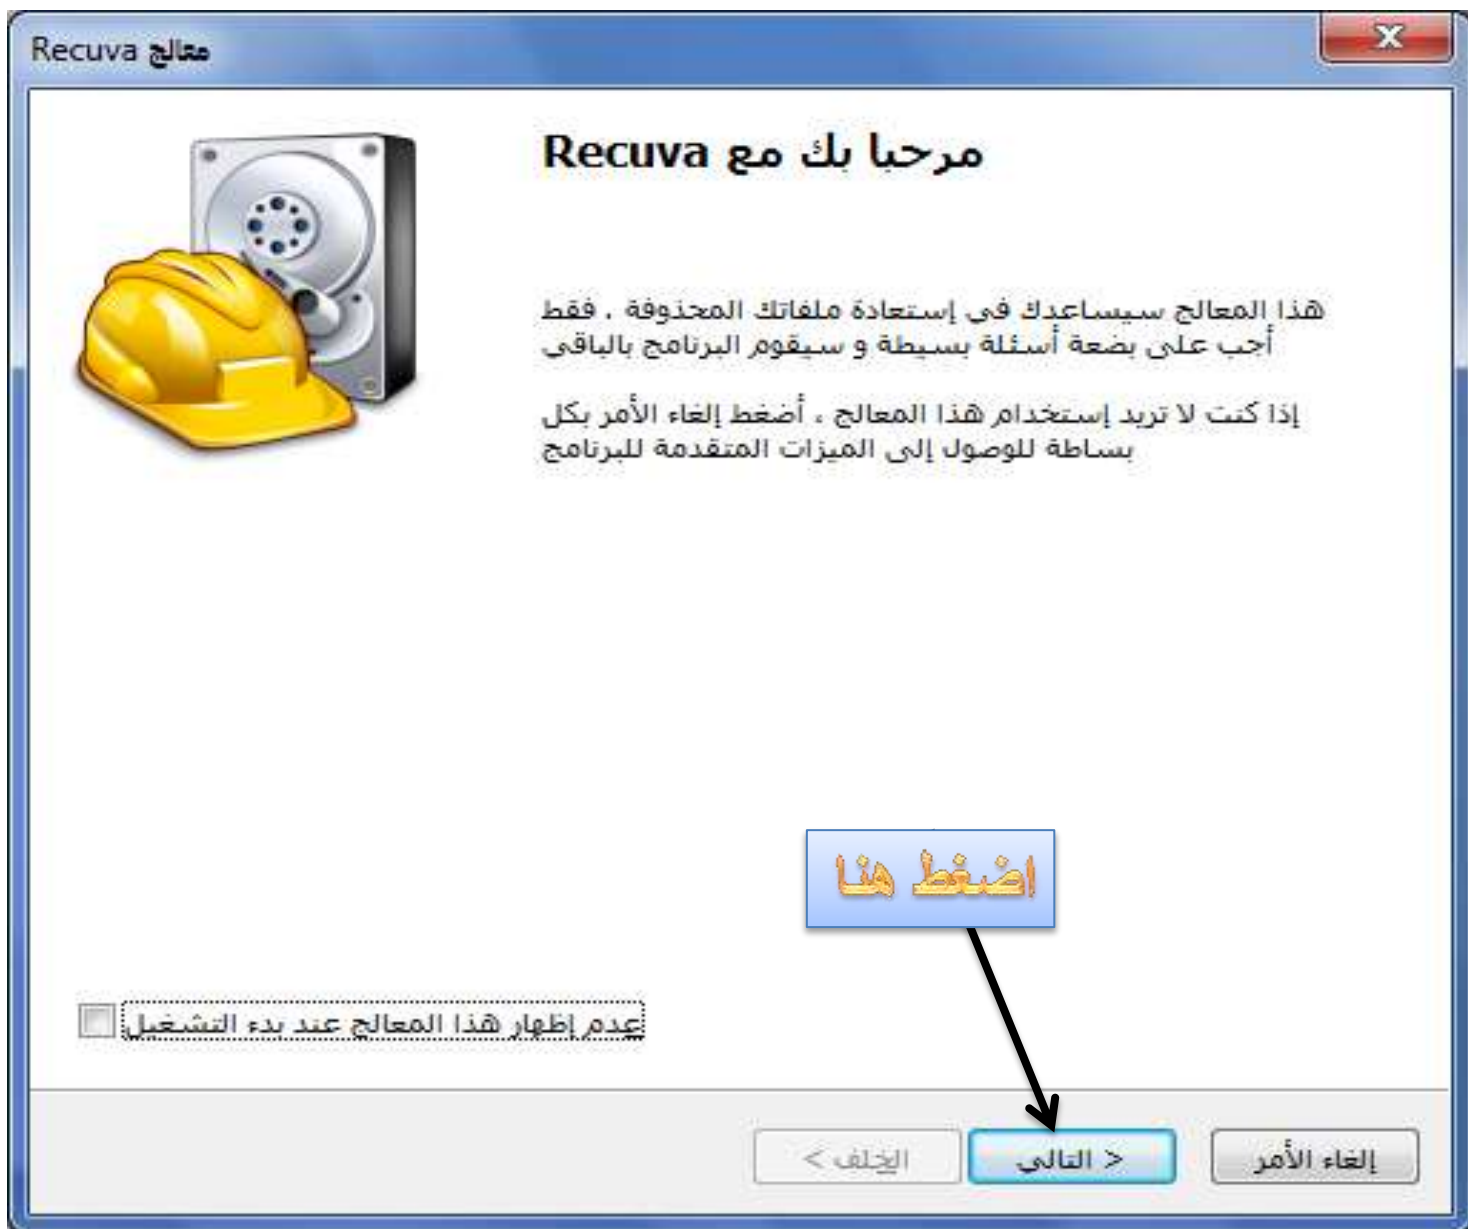 معالج Recuva
مرحبا بك مع Recuva
هذا المعالج سيساعدك في إستعادة ملفاتك المحذوفة ، فقط
أجب على بضعة أسئلة بسيطة و سيقوم البرنامج بالباقي
إذا كنت لا تريد إستخدام هذا المعالج ، أضغط إلغاء الأمر بكل
بساطة للوصول إلى الميزات المتقدمة للبرنامج
اضغط هنا
عدم إظهار هذا المعالج عند بدء التشغيل
إلغاء الأمر
التالي >
< الخلف